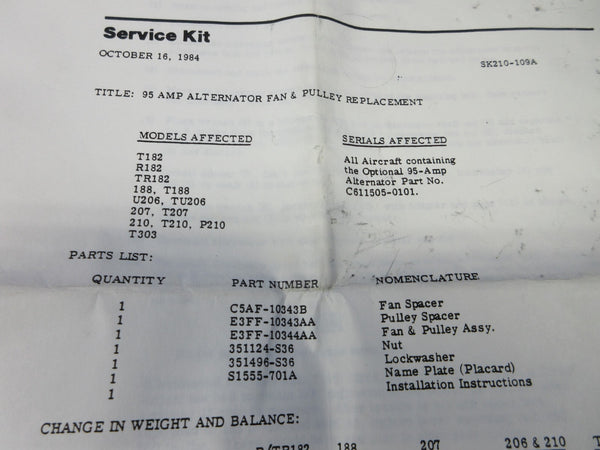 Service Kit
OCTOBER 16, 1984
SK210-109A
TITLE: 95 AMP ALTERNATOR FAN & PULLEY REPLACEMENT
MODELS AFFECTED SERIALS AFFECTED
T182 All Aircraft containing
R182 the Optional 95-Amp
TR182 Alternator Part No.
188, T188 C611505-0101.
U206, TU206
207, T207
210, T210, P210
T303
PARTS LIST:
QUANTITY PART NUMBER NOMENCLATURE
1 C5AF-10343B Fan Spacer
1 E3FF-10343AA Pulley Spacer
1 E3FF-10344AA Fan & Pulley Assy.
1 351124-S36 Nut
1 351496-S36 Lockwasher
1 S1555-701A Name Plate (Placard)
1 Installation Instructions
CHANGE IN WEIGHT AND BALANCE:
R/TR182 188 207 206 & 210